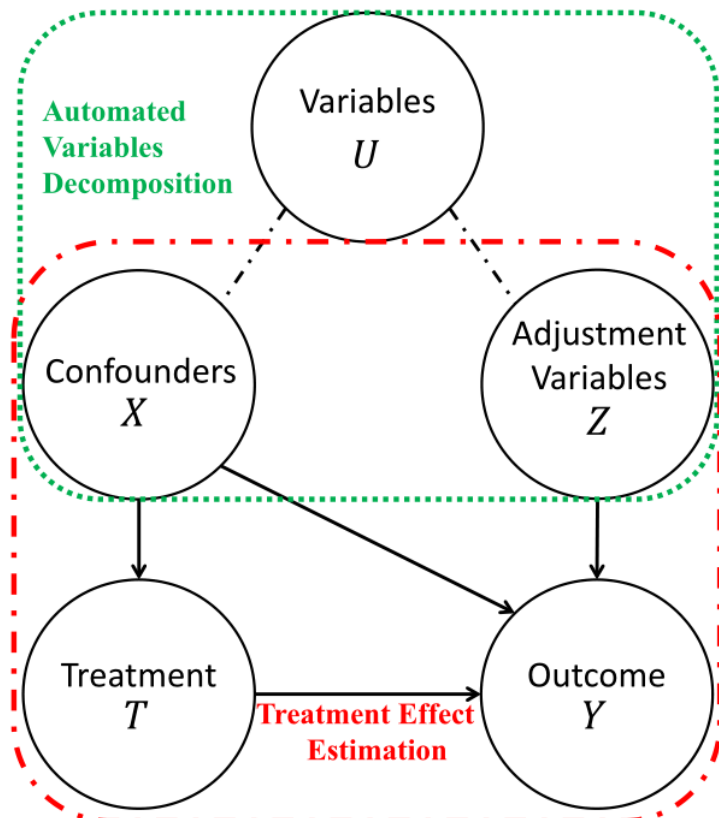 Variables
U
Automated
Variables
Decomposition
Confounders
X
Adjustment
Variables
Z
Treatment
T
Outcome
Y
Treatment Effect
Estimation